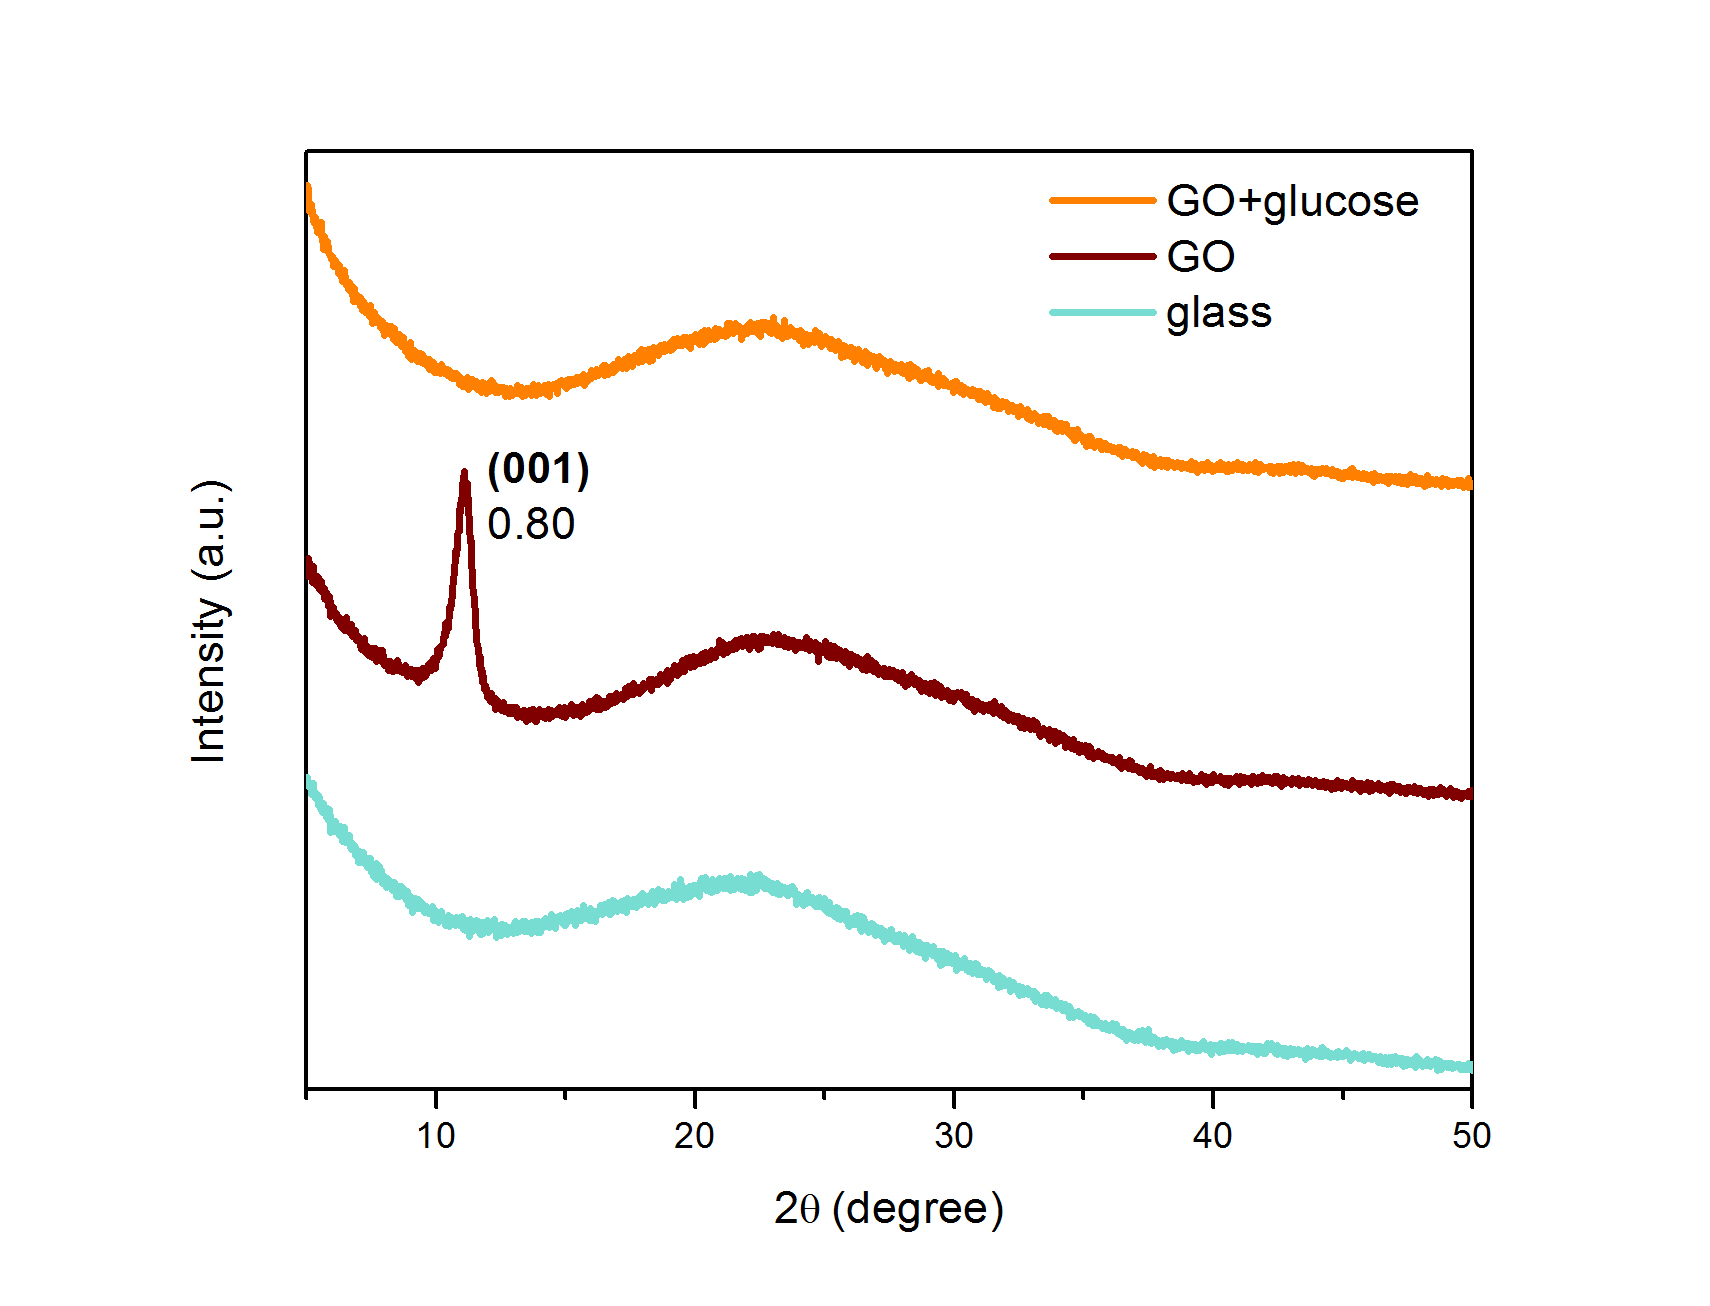 GO+glucose
GO
glass
(001)
0.80
Intensity (a.u.)
10 20 30 40 50
2θ (degree)